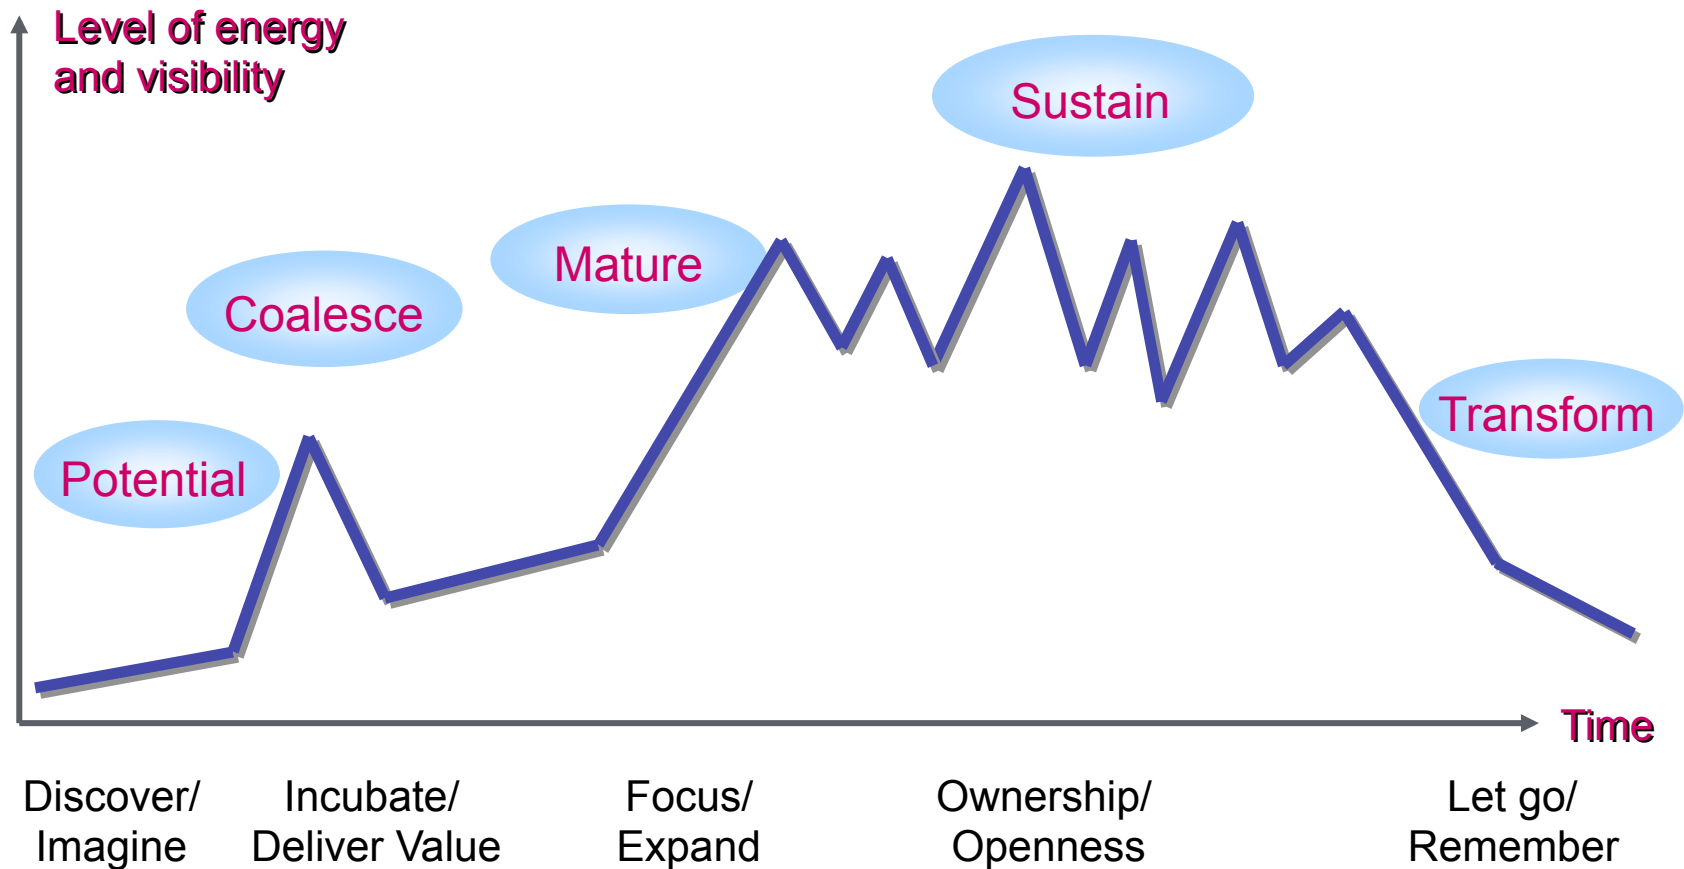 Level of energy
and visibility
Sustain
Mature
Coalesce
Transform
Potential
Time
Discover/
Imagine
Incubate/
Deliver Value
Focus/
Expand
Ownership/
Openness
Let go/
Remember